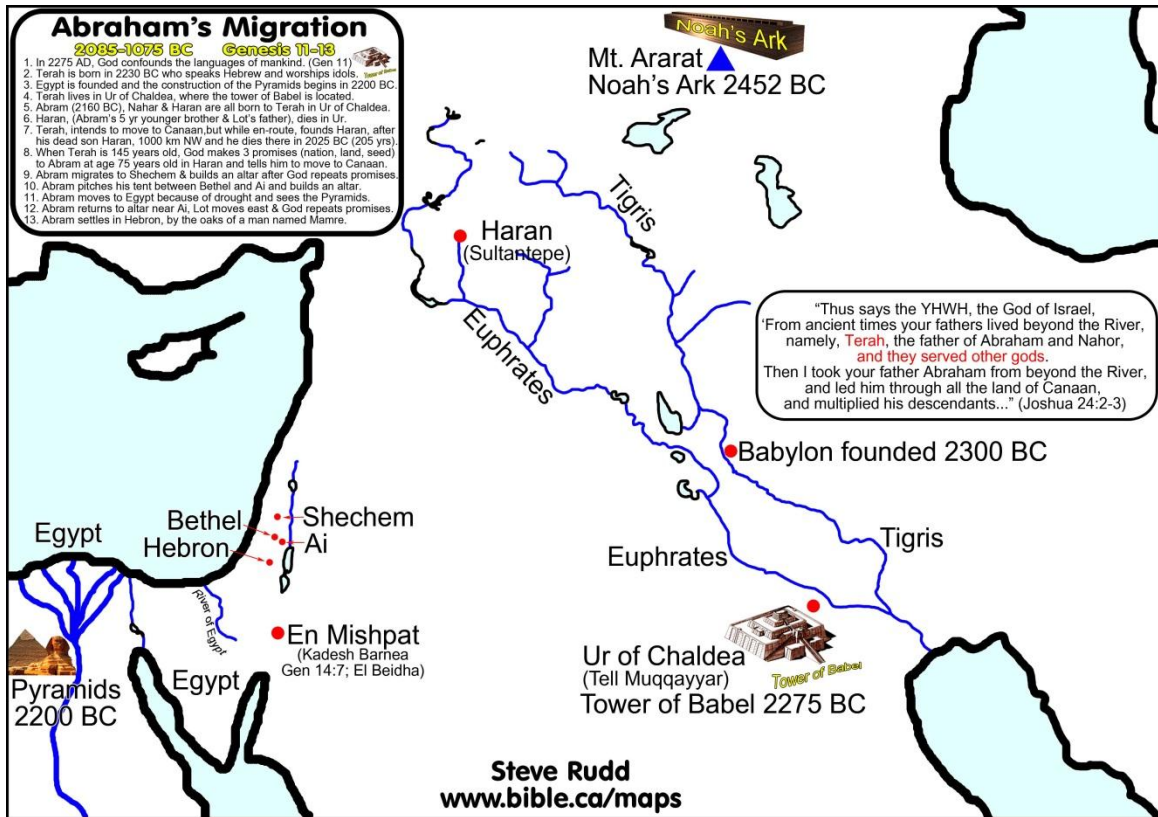 Abraham's Migration
2085-1075 BC Genesis 11-13
1. In 2275 AD, God confounds the languages of mankind. (Gen 11)
2. Terah is born in 2230 BC who speaks Hebrew and worships idols.
Tower of Babel
3. Egypt is founded and the construction of the Pyramids begins in 2200 BC.
4. Terah lives in Ur of Chaldea, where the tower of Babel is located.
5. Abram (2160 BC), Nahar & Haran are all born to Terah in Ur of Chaldea.
6. Haran, (Abram's 5 yr younger brother & Lot's father), dies in Ur.
7. Terah, intends to move to Canaan,but while en-route, founds Haran, after
his dead son Haran, 1000 km NW and he dies there in 2025 BC (205 yrs).
8. When Terah is 145 years old, God makes 3 promises (nation, land, seed)
to Abram at age 75 years old in Haran and tells him to move to Canaan.
9. Abram migrates to Shechem & builds an altar after God repeats promises.
10. Abram pitches his tent between Bethel and Ai and builds an altar.
11. Abram moves to Egypt because of drought and sees the Pyramids.
12. Abram returns to altar near Ai, Lot moves east & God repeats promises.
13. Abram settles in Hebron, by the oaks of a man named Mamre.
Noah's Ark
Mt. Ararat
Noah's Ark 2452 BC
Tigris
Haran
(Sultantepe)
Euphrates
"Thus says the YHWH, the God of Israel,
'From ancient times your fathers lived beyond the River,
namely, Terah, the father of Abraham and Nahor,
and they served other gods.
Then I took your father Abraham from beyond the River,
and led him through all the land of Canaan,
and multiplied his descendants..." (Joshua 24:2-3)
Babylon founded 2300 BC
Shechem
Bethel
Ai
Hebron
Egypt
Euphrates
Tigris
River of Egypt
En Mishpat
(Kadesh Barnea
Gen 14:7; El Beidha)
Egypt
Pyramids
2200 BC
Ur of Chaldea
(Tell Muqqayyar)
Tower of Babel
Tower of Babel 2275 BC
Steve Rudd
www.bible.ca/maps